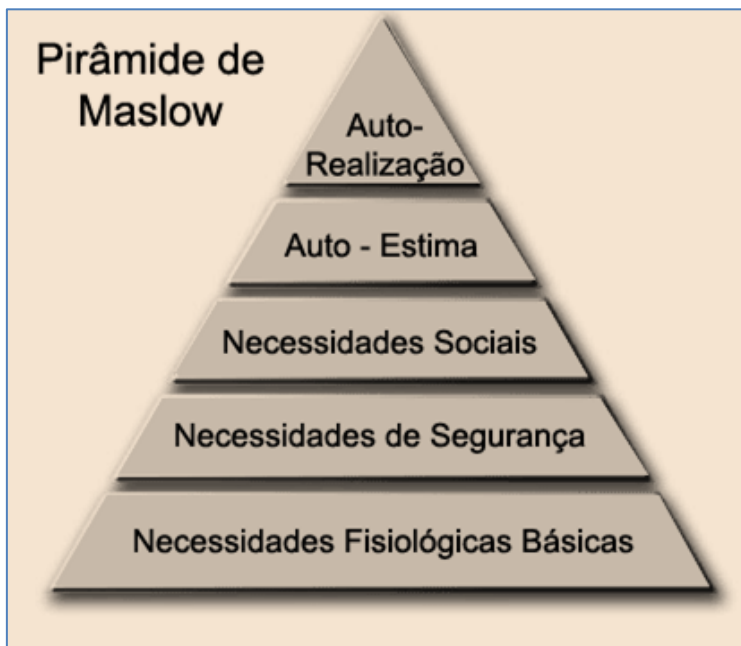 Pirâmide de
Maslow
Auto-
Realização
Auto - Estima
Necessidades Sociais
Necessidades de Segurança
Necessidades Fisiológicas Básicas